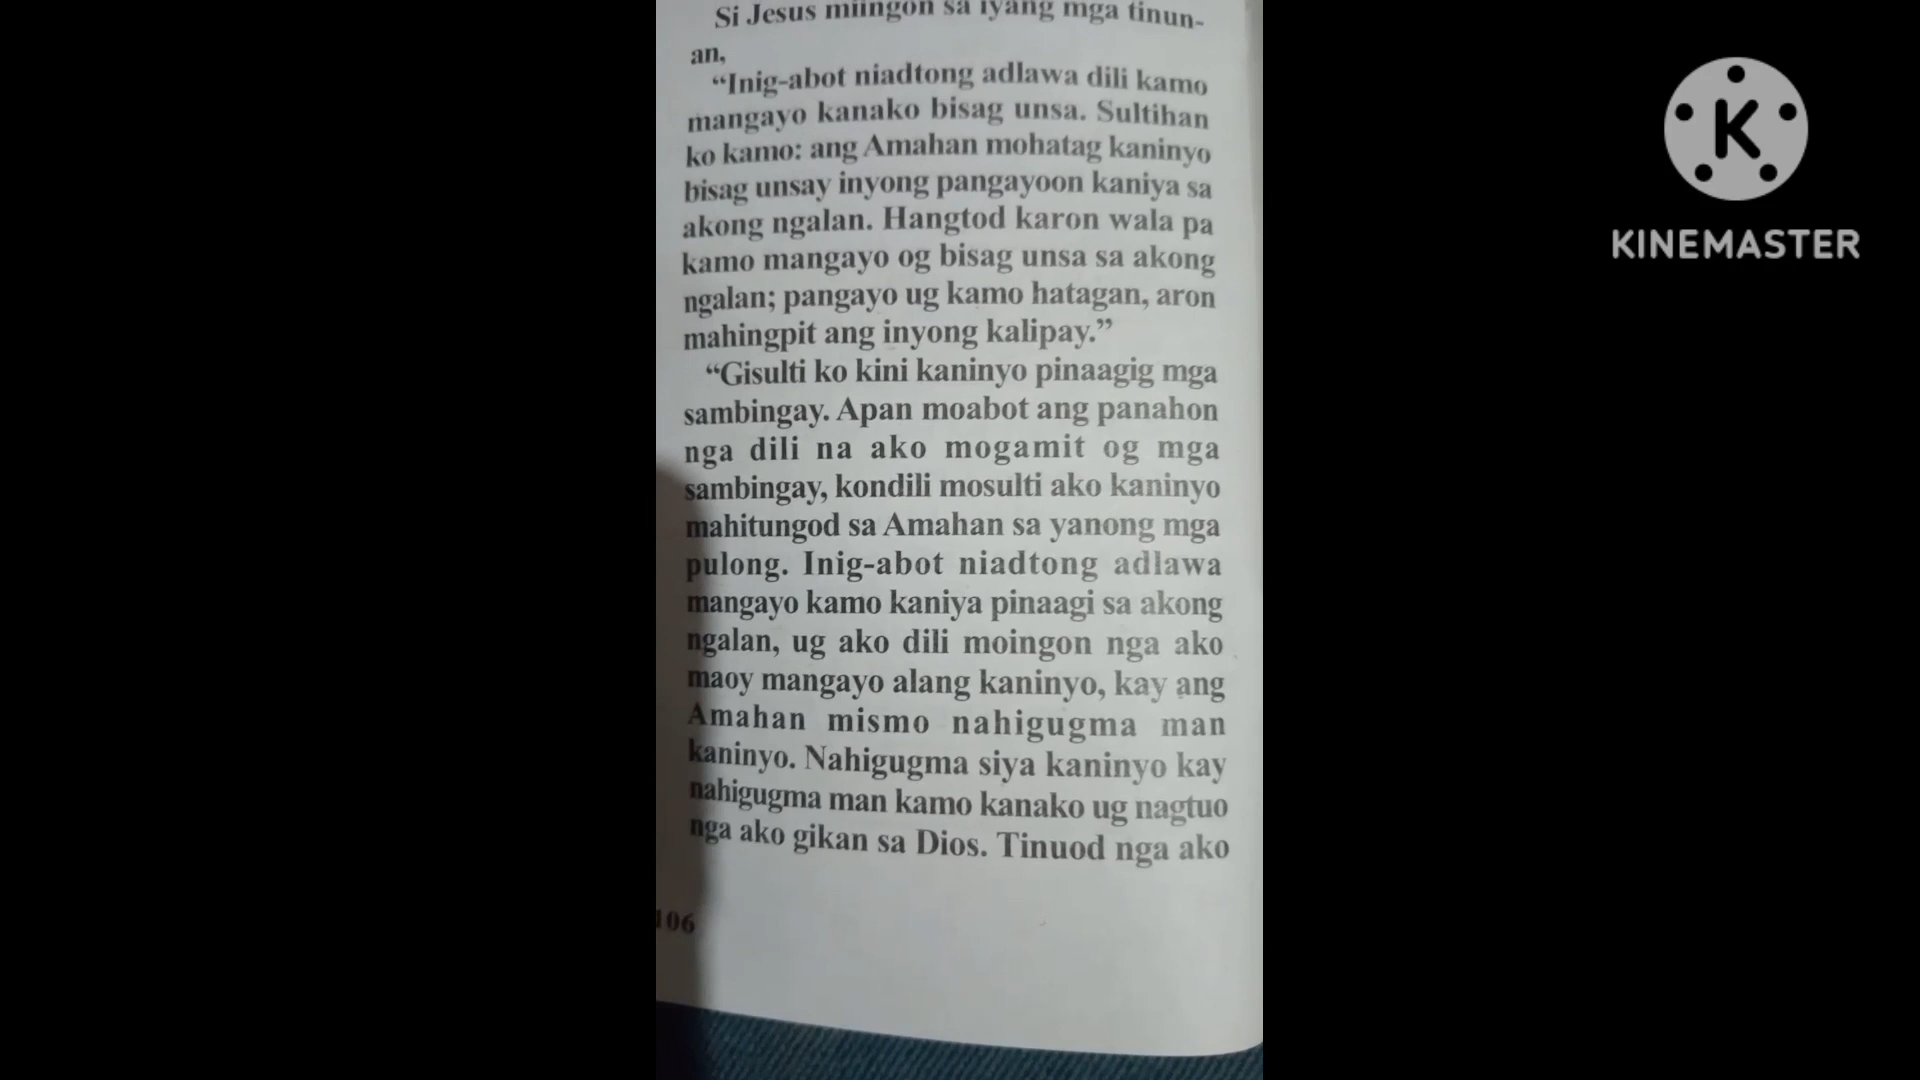 Si Jesus miingon sa iyang mga tinun-
an,
“Inig-abot niadtong adlawa dili kamo
mangayo kanako bisag unsa. Sultihan
ko kamo: ang Amahan mohatag kaninyo
bisag unsay inyong pangayoon kaniya sa
akong ngalan. Hangtod karon wala pa
kamo mangayo og bisag unsa sa akong
ngalan; pangayo ug kamo hatagan, aron
mahingpit ang inyong kalipay.”
“Gisulti ko kini kaninyo pinaagig mga
sambingay. Apan moabot ang panahon
nga dili na ako mogamit og mga
sambingay, kondili mosulti ako kaninyo
mahitungod sa Amahan sa yanong mga
pulong. Inig-abot niadtong adlawa
mangayo kamo kaniya pinaagi sa akong
ngalan, ug ako dili moingon nga ako
maoy mangayo alang kaninyo, kay ang
Amahan mismo nahigugma man
kaninyo. Nahigugma siya kaninyo kay
nahigugma man kamo kanako ug nagtuo
nga ako gikan sa Dios. Tinuod nga ako
106
K
KINEMASTER